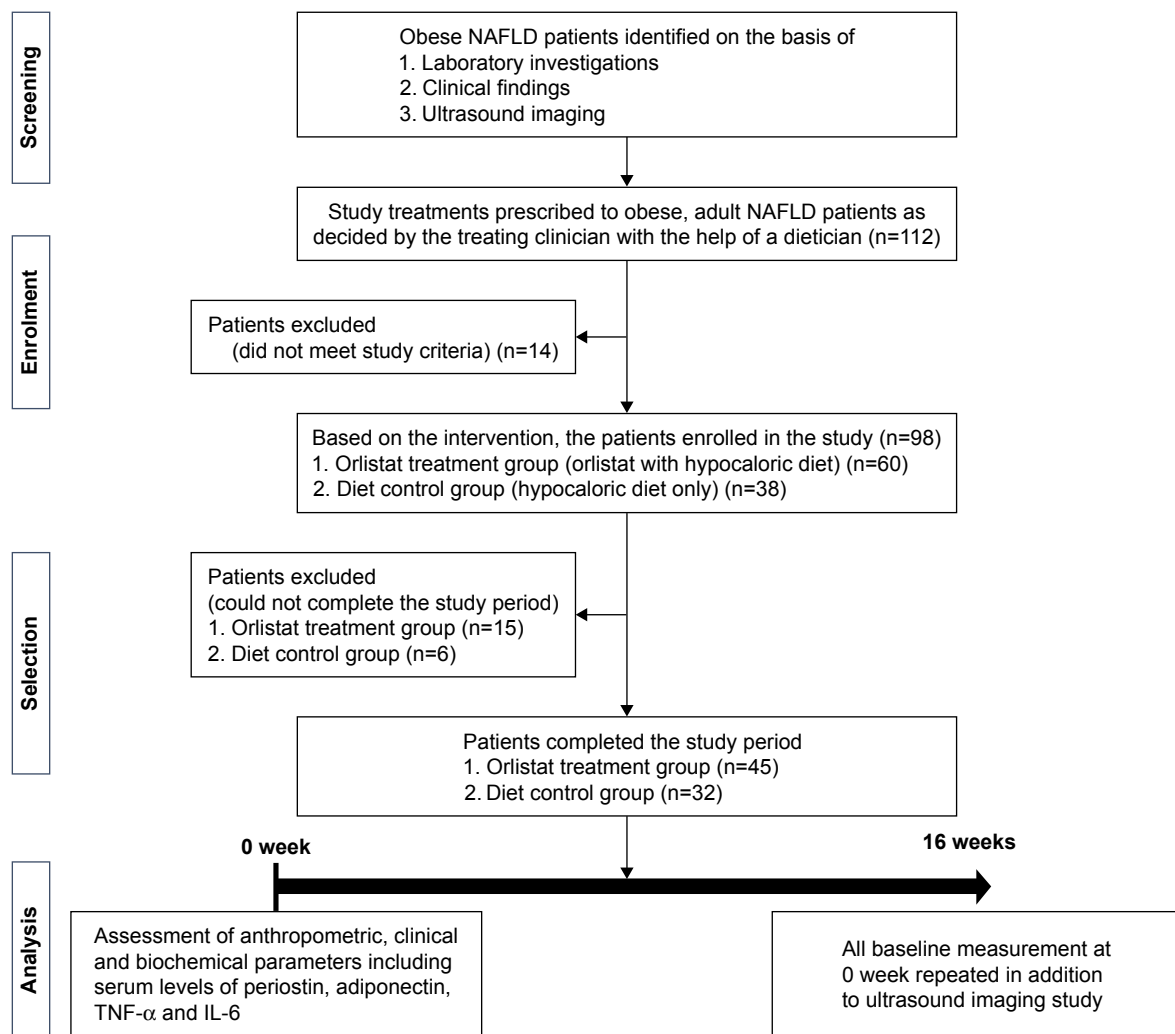 Screening
Obese NAFLD patients identified on the basis of
1. Laboratory investigations
2. Clinical findings
3. Ultrasound imaging
Study treatments prescribed to obese, adult NAFLD patients as
decided by the treating clinician with the help of a dietician (n=112)
Enrolment
Patients excluded
(did not meet study criteria) (n=14)
Based on the intervention, the patients enrolled in the study (n=98)
1. Orlistat treatment group (orlistat with hypocaloric diet) (n=60)
2. Diet control group (hypocaloric diet only) (n=38)
Selection
Patients excluded
(could not complete the study period)
1. Orlistat treatment group (n=15)
2. Diet control group (n=6)
Patients completed the study period
1. Orlistat treatment group (n=45)
2. Diet control group (n=32)
0 week
16 weeks
Analysis
Assessment of anthropometric, clinical
and biochemical parameters including
serum levels of periostin, adiponectin,
TNF-α and IL-6
All baseline measurement at
0 week repeated in addition
to ultrasound imaging study